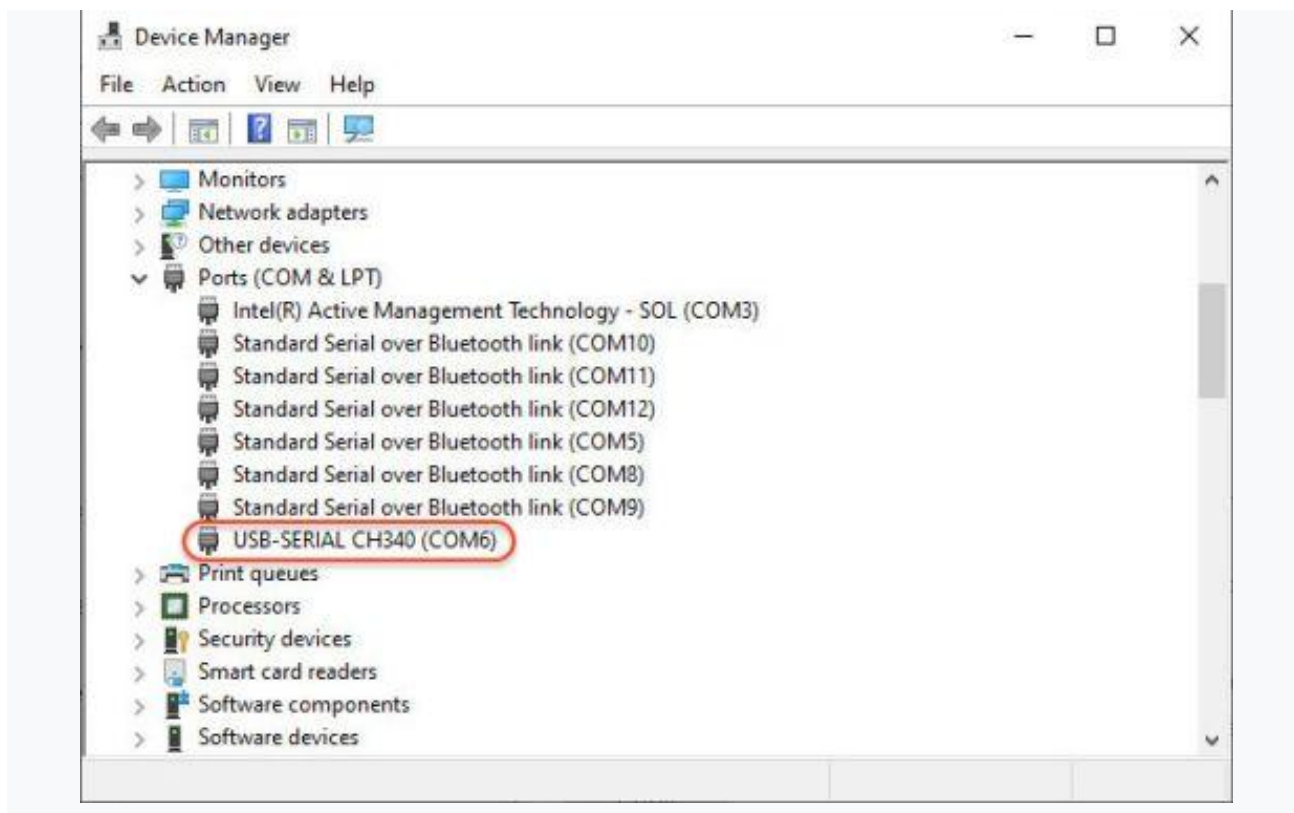 Device Manager
File Action View Help
Monitors
Network adapters
Other devices
Ports (COM & LPT)
Intel(R) Active Management Technology - SOL (COM3)
Standard Serial over Bluetooth link (COM10)
Standard Serial over Bluetooth link (COM11)
Standard Serial over Bluetooth link (COM12)
Standard Serial over Bluetooth link (COM5)
Standard Serial over Bluetooth link (COM8)
Standard Serial over Bluetooth link (COM9)
USB-SERIAL CH340 (COM6)
Print queues
Processors
Security devices
Smart card readers
Software components
Software devices